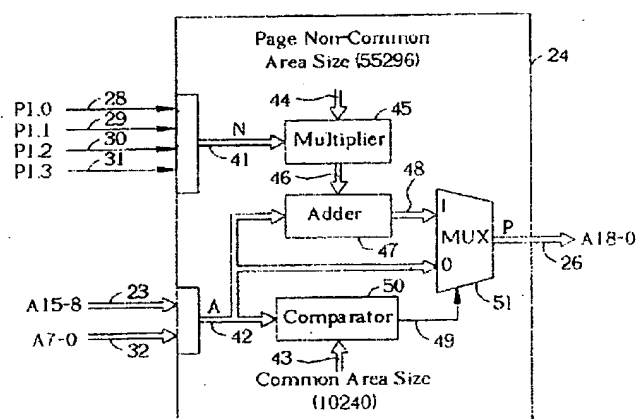 Page Non-Common
Area Size (55296)
24
P1.0
28
P1.1
29
P1.2
30
P1.3
31
44
45
N
41
Multiplier
46
48
Adder
47
1
MUX
0
P
A18-0
26
51
A15-8
23
A
42
A7-0
32
50
Comparator
49
43
Common Area Size
(10240)